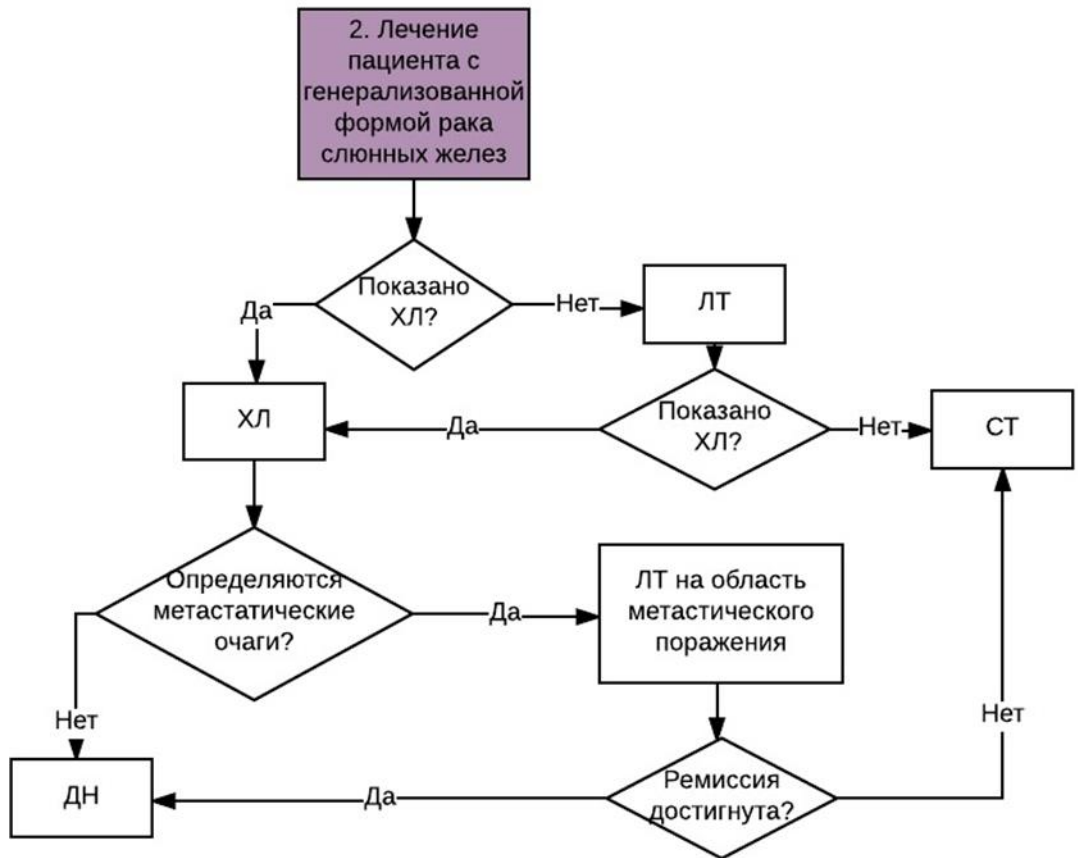 2. Лечение
пациента с
генерализованной
формой рака
слюнных желез
Показано
ХЛ?
Да
Нет
ЛТ
ХЛ
Да
Показано
ХЛ?
Нет
СТ
Определяются
метастатические
очаги?
Да
ЛТ на область
метастического
поражения
Нет
Нет
ДН
Да
Ремиссия
достигнута?